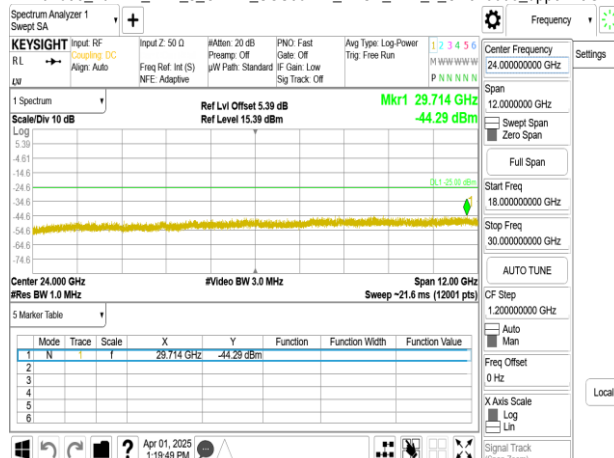 Spectrum Analyzer 1
Swept SA
+
Frequency
Settings
KEYSIGHT
RL
Input: RF
Coupling: DC
Align: Auto
Input Z: 50 Ω
Freq Ref: Int (S)
NFE: Adaptive
#Atten: 20 dB
Preamp: Off
µW Path: Standard
PNO: Fast
Gate: Off
IF Gain: Low
Sig Track: Off
Avg Type: Log-Power
Trig: Free Run
1 2 3 4 5 6
M W W W W W
P N N N N N
1 Spectrum
Scale/Div 10 dB
Log
Ref Lvl Offset 5.39 dB
Ref Level 15.39 dBm
Mkr1 29.714 GHz
-44.29 dBm
5.39
-4.61
-14.6
-24.6
-34.6
-44.6
-54.6
-64.6
-74.6
DL1 -25.00 dBm
1
Center 24.000 GHz
#Res BW 1.0 MHz
#Video BW 3.0 MHz
Span 12.00 GHz
Sweep ~21.6 ms (12001 pts)
5 Marker Table
Mode Trace Scale X Y Function Function Width Function Value
1 N 1 f 29.714 GHz -44.29 dBm
2
3
4
5
6
Center Frequency
24.000000000 GHz
Span
12.0000000 GHz
Swept Span
Zero Span
Full Span
Start Freq
18.000000000 GHz
Stop Freq
30.000000000 GHz
AUTO TUNE
CF Step
1.200000000 GHz
Auto
Man
Freq Offset
0 Hz
X Axis Scale
Log
Lin
Signal Track
Local
?
Apr 01, 2025
1:19:49 PM